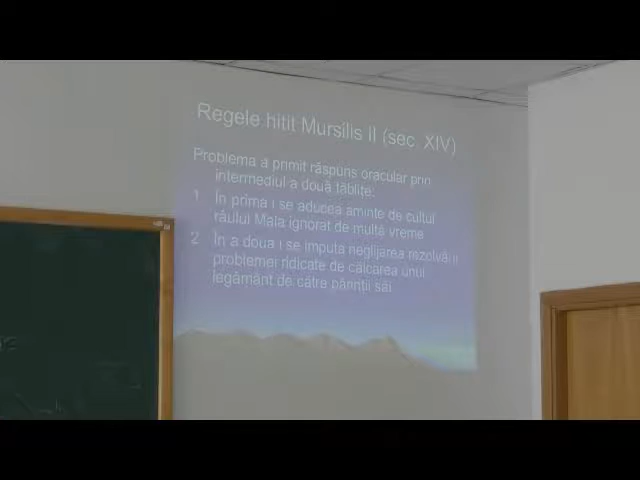 Regele hitit Mursilis II (sec. XIV)
Problema a primit răspuns oracular prin
intermediul a două tăblițe:
1. În prima i se aducea aminte de cultul
râului Mala ignorat de multă vreme
2. În a doua i se imputa neglijarea rezolvării
problemei ridicate de călcarea unui
legământ de către părinții săi